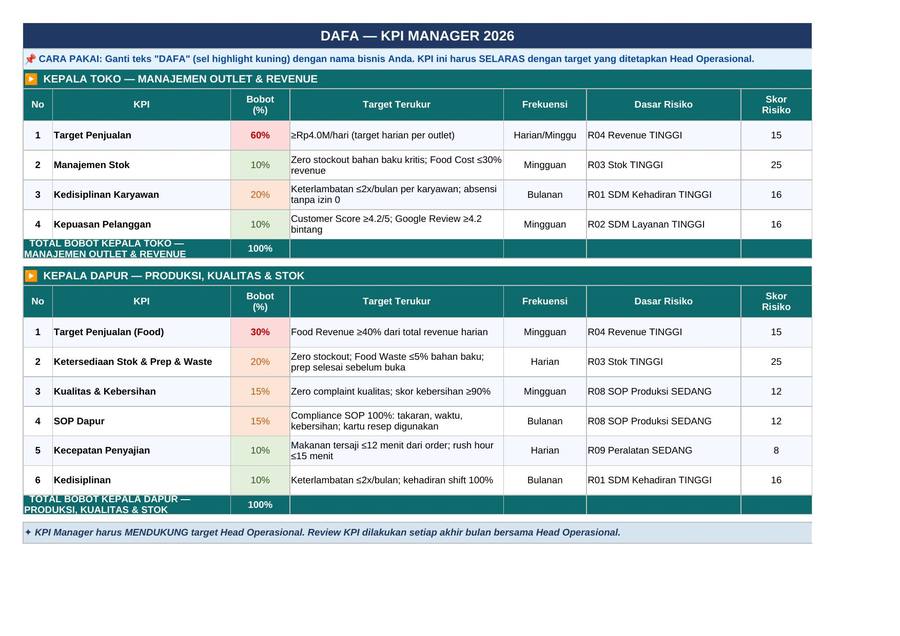 DAFA — KPI MANAGER 2026
📌 CARA PAKAI: Ganti teks "DAFA" (sel highlight kuning) dengan nama bisnis Anda. KPI ini harus SELARAS dengan target yang ditetapkan Head Operasional.
▶️ KEPALA TOKO — MANAJEMEN OUTLET & REVENUE
No KPI Bobot (%) Target Terukur Frekuensi Dasar Risiko Skor Risiko
1 Target Penjualan 60% ≥Rp4.0M/hari (target harian per outlet) Harian/Minggu R04 Revenue TINGGI 15
2 Manajemen Stok 10% Zero stockout bahan baku kritis; Food Cost ≤30% revenue Mingguan R03 Stok TINGGI 25
3 Kedisiplinan Karyawan 20% Keterlambatan ≤2x/bulan per karyawan; absensi tanpa izin 0 Bulanan R01 SDM Kehadiran TINGGI 16
4 Kepuasan Pelanggan 10% Customer Score ≥4.2/5; Google Review ≥4.2 bintang Mingguan R02 SDM Layanan TINGGI 16
TOTAL BOBOT KEPALA TOKO — MANAJEMEN OUTLET & REVENUE 100%
▶️ KEPALA DAPUR — PRODUKSI, KUALITAS & STOK
No KPI Bobot (%) Target Terukur Frekuensi Dasar Risiko Skor Risiko
1 Target Penjualan (Food) 30% Food Revenue ≥40% dari total revenue harian Mingguan R04 Revenue TINGGI 15
2 Ketersediaan Stok & Prep & Waste 20% Zero stockout; Food Waste ≤5% bahan baku; prep selesai sebelum buka Harian R03 Stok TINGGI 25
3 Kualitas & Kebersihan 15% Zero complaint kualitas; skor kebersihan ≥90% Mingguan R08 SOP Produksi SEDANG 12
4 SOP Dapur 15% Compliance SOP 100%: takaran, waktu, kebersihan; kartu resep digunakan Bulanan R08 SOP Produksi SEDANG 12
5 Kecepatan Penyajian 10% Makanan tersaji ≤12 menit dari order; rush hour ≤15 menit Harian R09 Peralatan SEDANG 8
6 Kedisiplinan 10% Keterlambatan ≤2x/bulan; kehadiran shift 100% Bulanan R01 SDM Kehadiran TINGGI 16
TOTAL BOBOT KEPALA DAPUR — PRODUKSI, KUALITAS & STOK 100%
✦ KPI Manager harus MENDUKUNG target Head Operasional. Review KPI dilakukan setiap akhir bulan bersama Head Operasional.